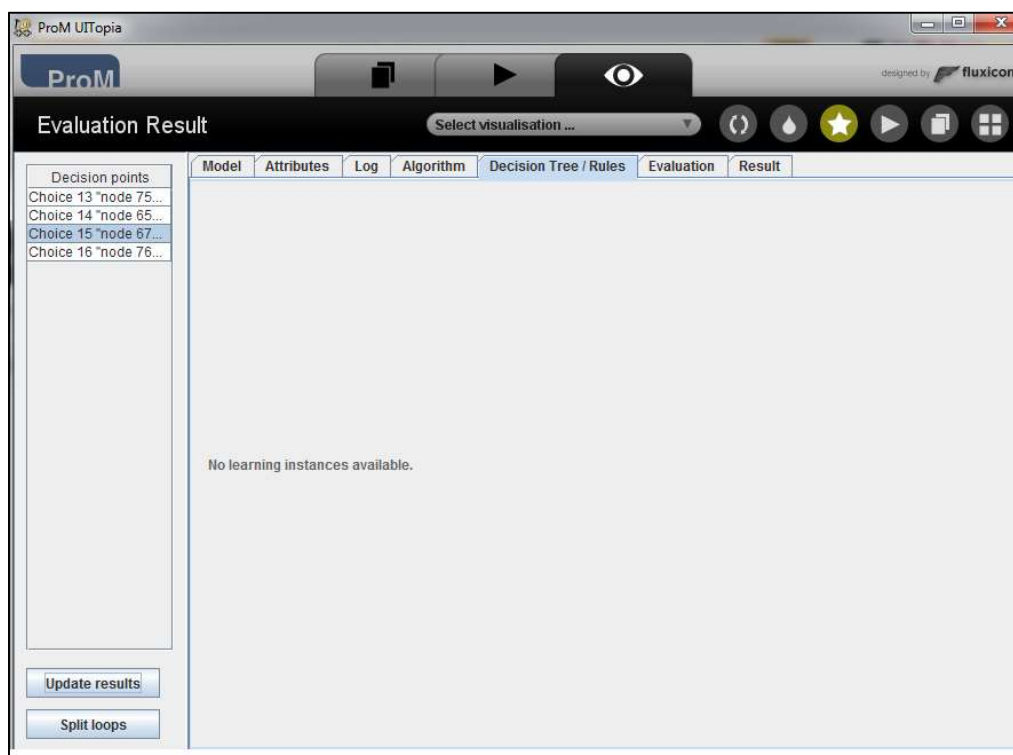 ProM UITopia
ProM
designed by fluxicon
Evaluation Result
Select visualisation ...
Decision points
Choice 13 "node 75...
Choice 14 "node 65...
Choice 15 "node 67...
Choice 16 "node 76...
Model Attributes Log Algorithm Decision Tree / Rules Evaluation Result
No learning instances available.
Update results
Split loops